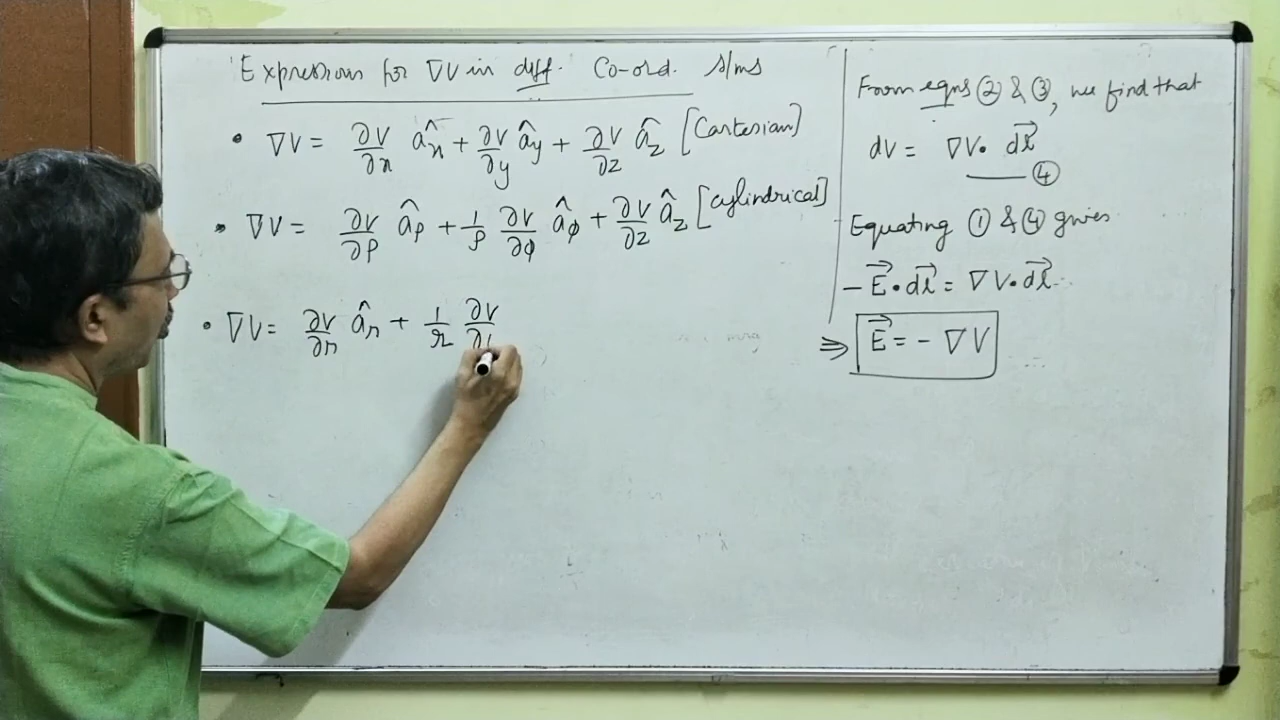 Expressions for ∇V in diff. Co-ord. s/ms
• ∇V = ∂V/∂x âx + ∂V/∂y ây + ∂V/∂z âz [Cartesian]
• ∇V = ∂V/∂ρ âρ + 1/ρ ∂V/∂φ âφ + ∂V/∂z âz [cylindrical]
• ∇V = ∂V/∂r âr + 1/r ∂V/∂
From eqns ② & ③, we find that
dV = ∇V• dl⃗
④
Equating ① & ④ gives
- E⃗ • dl⃗ = ∇V• dl⃗
⇒ E⃗ = - ∇V